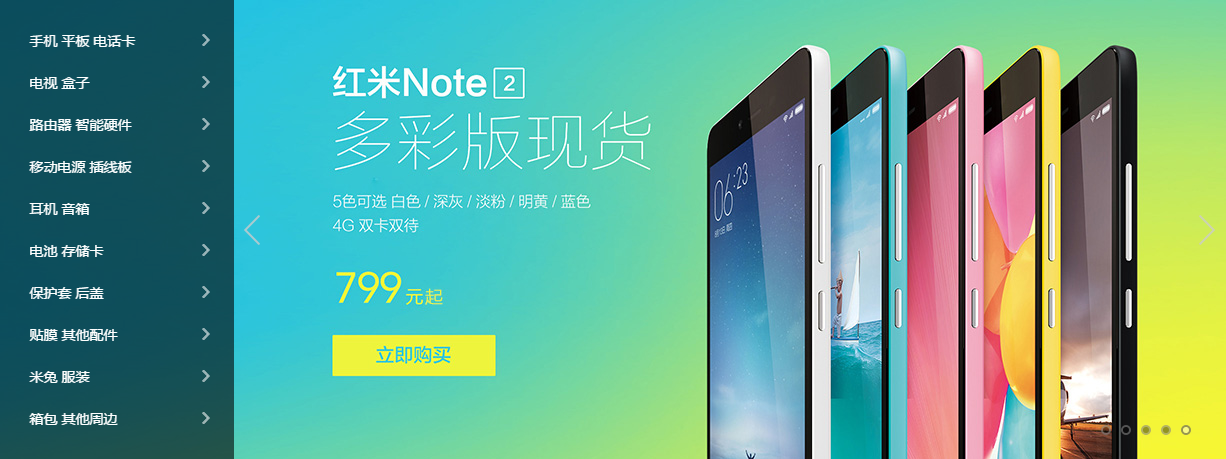 手机 平板 电话卡
电视 盒子
路由器 智能硬件
移动电源 插线板
耳机 音箱
电池 存储卡
保护套 后盖
贴膜 其他配件
米兔 服装
箱包 其他周边
红米Note 2
多彩版现货
5色可选 白色 / 深灰 / 淡粉 / 明黄 / 蓝色
4G 双卡双待
799元起
立即购买
06:23